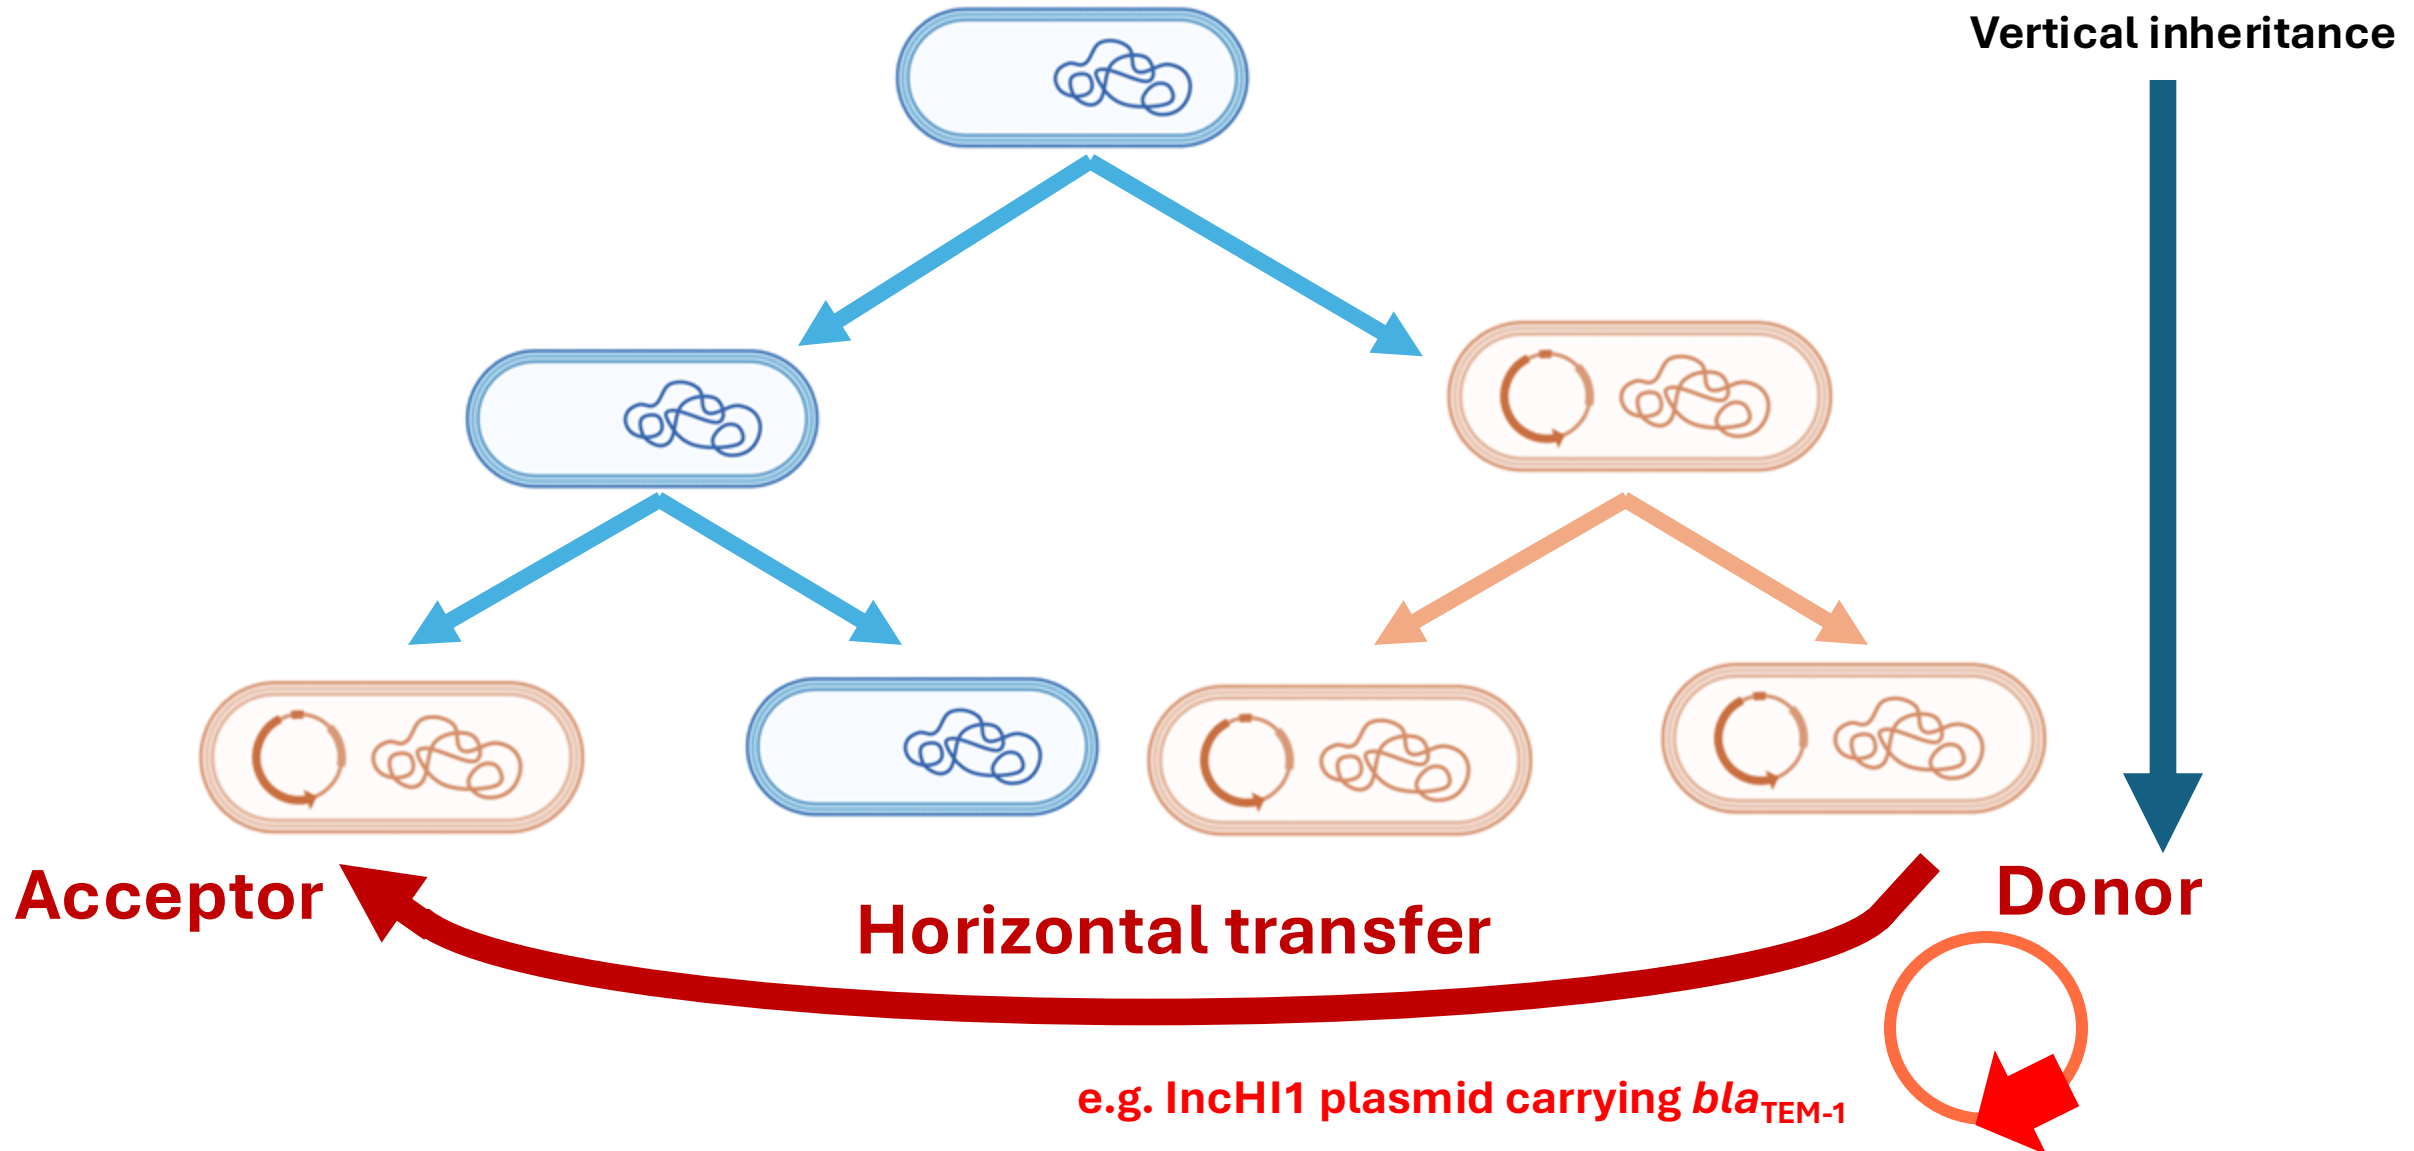 Vertical inheritance
Acceptor
Donor
Horizontal transfer
e.g. IncHI1 plasmid carrying blaTEM-1